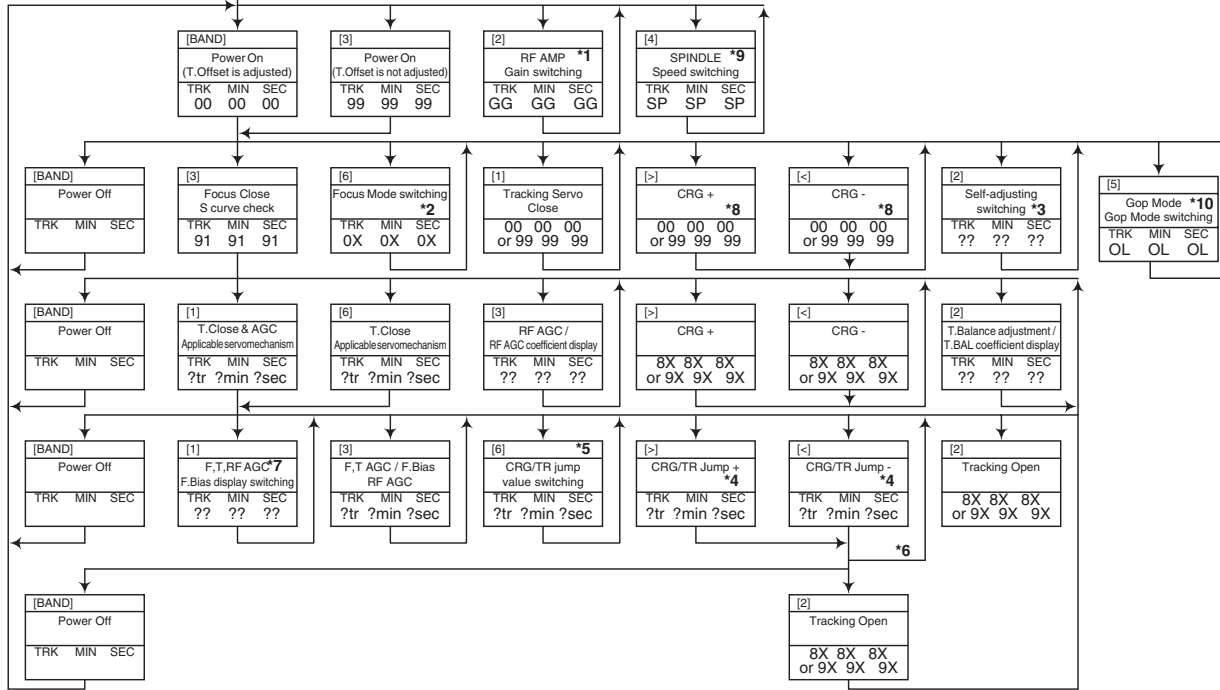 [BAND]
Power On
(T.Offset is adjusted)
TRK MIN SEC
00 00 00
[3]
Power On
(T.Offset is not adjusted)
TRK MIN SEC
99 99 99
[2]
RF AMP *1
Gain switching
TRK MIN SEC
GG GG GG
[4]
SPINDLE *9
Speed switching
TRK MIN SEC
SP SP SP
[BAND]
Power Off
TRK MIN SEC
[3]
Focus Close
S curve check
TRK MIN SEC
91 91 91
[6]
Focus Mode switching
*2
TRK MIN SEC
0X 0X 0X
[1]
Tracking Servo
Close
00 00 00
or 99 99 99
[>]
CRG +
*8
00 00 00
or 99 99 99
[<]
CRG -
*8
00 00 00
or 99 99 99
[2]
Self-adjusting
switching *3
TRK MIN SEC
?? ?? ??
[5]
Gop Mode *10
Gop Mode switching
TRK MIN SEC
OL OL OL
[BAND]
Power Off
TRK MIN SEC
[1]
T.Close & AGC
Applicable servomechanism
TRK MIN SEC
?tr ?min ?sec
[6]
T.Close
Applicable servomechanism
TRK MIN SEC
?tr ?min ?sec
[3]
RF AGC /
RF AGC coefficient display
TRK MIN SEC
?? ?? ??
[>]
CRG +
8X 8X 8X
or 9X 9X 9X
[<]
CRG -
8X 8X 8X
or 9X 9X 9X
[2]
T.Balance adjustment /
T.BAL coefficient display
TRK MIN SEC
?? ?? ??
[BAND]
Power Off
TRK MIN SEC
[1]
F,T,RF AGC *7
F.Bias display switching
TRK MIN SEC
?? ?? ??
[3]
F,T AGC / F.Bias
RF AGC
TRK MIN SEC
?tr ?min ?sec
[6] *5
CRG/TR jump
value switching
TRK MIN SEC
?tr ?min ?sec
[>]
CRG/TR Jump +
*4
TRK MIN SEC
?tr ?min ?sec
[<]
CRG/TR Jump -
*4
TRK MIN SEC
?tr ?min ?sec
[2]
Tracking Open
8X 8X 8X
or 9X 9X 9X
*6
[BAND]
Power Off
TRK MIN SEC
[2]
Tracking Open
8X 8X 8X
or 9X 9X 9X